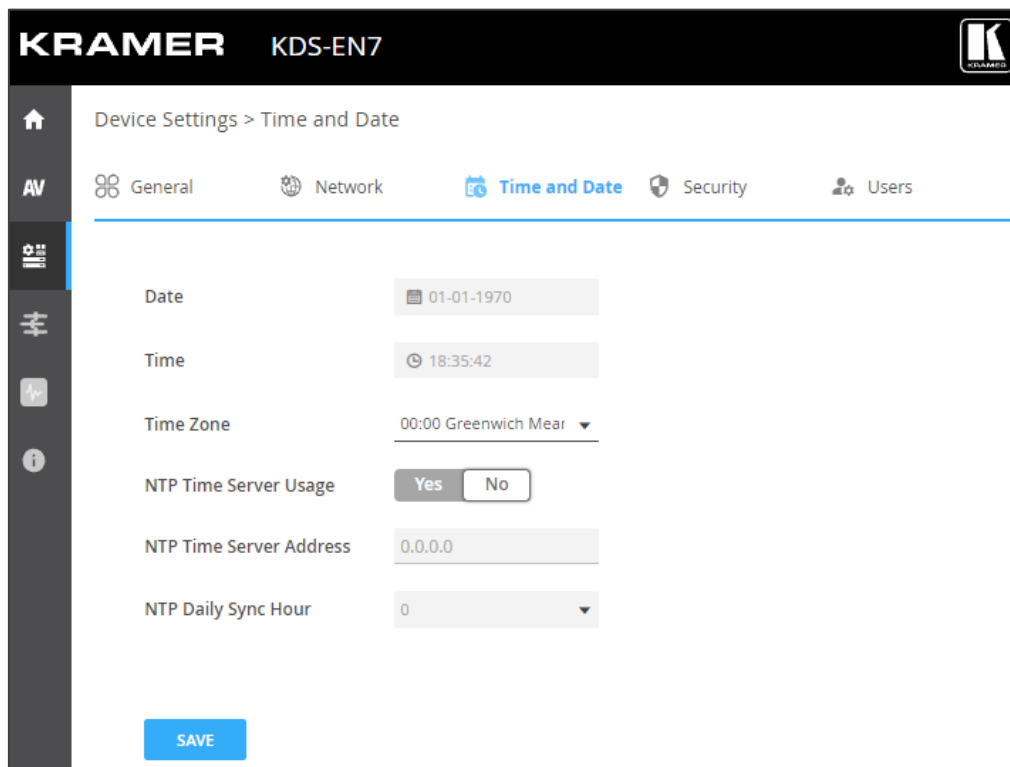 KRAMER KDS-EN7
KRAMER
Device Settings > Time and Date
AV
General Network Time and Date Security Users
Date 01-01-1970
Time 18:35:42
Time Zone 00:00 Greenwich Mear
NTP Time Server Usage Yes No
NTP Time Server Address 0.0.0.0
NTP Daily Sync Hour 0
SAVE